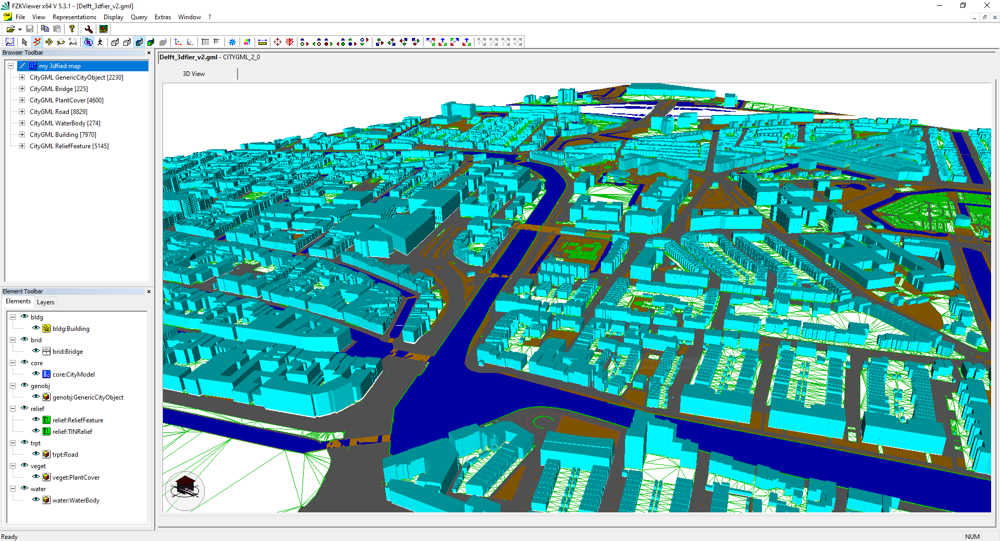 FZKViewer x64 V 5.3.1 - [Delft_3dfier_v2.gml]
File View Representations Display Query Extras Window ?
Browser Toolbar
my 3dfied map
CityGML GenericCityObject [2230]
CityGML Bridge [225]
CityGML PlantCover [4600]
CityGML Road [8829]
CityGML WaterBody [274]
CityGML Building [7970]
CityGML ReliefFeature [5145]
Element Toolbar
Elements Layers
bldg
bldg:Building
brid
brid:Bridge
core
core:CityModel
genobj
genobj:GenericCityObject
relief
relief:ReliefFeature
relief:TINRelief
trpt
trpt:Road
veget
veget:PlantCover
water
water:WaterBody
Delft_3dfier_v2.gml - CITYGML_2_0
3D View
Ready
NUM